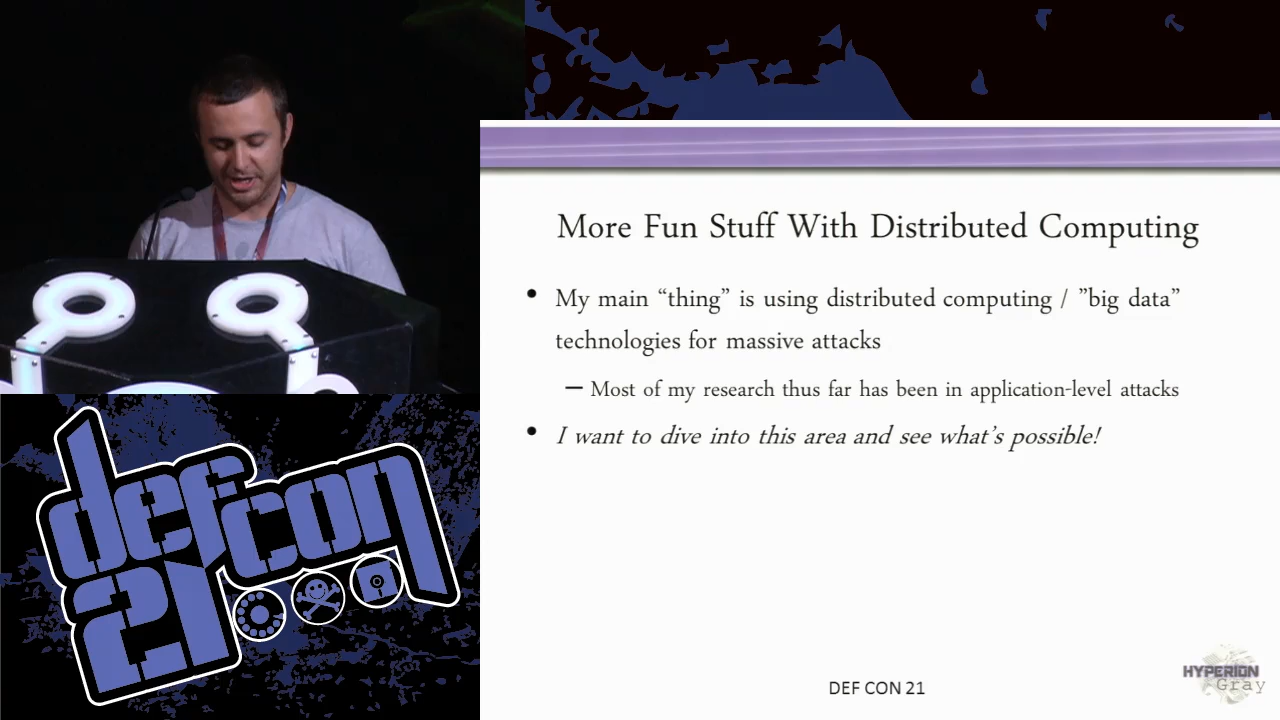 More Fun Stuff With Distributed Computing
• My main “thing” is using distributed computing / ”big data”
technologies for massive attacks
– Most of my research thus far has been in application-level attacks
• I want to dive into this area and see what’s possible!
defcon
21
DEF CON 21
HYPERION
Gray